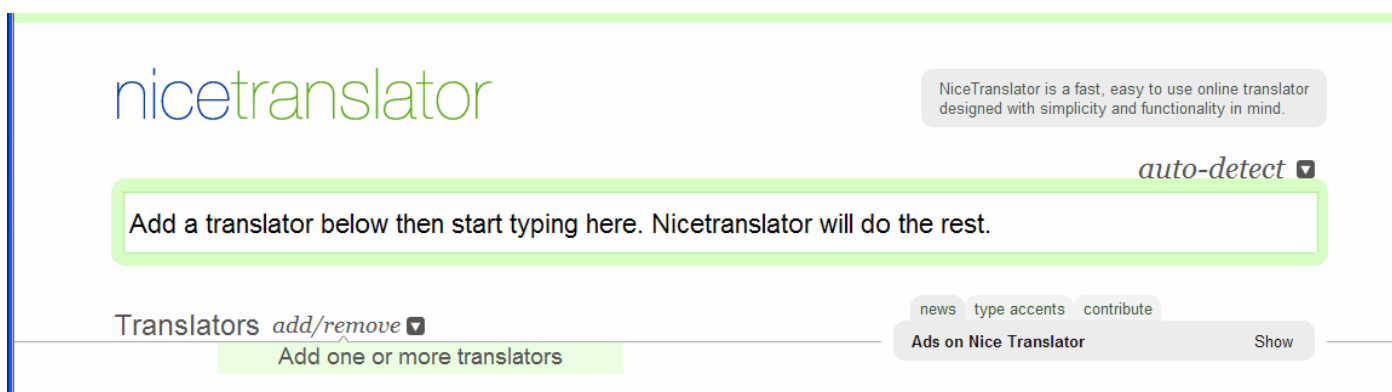 nicetranslator
NiceTranslator is a fast, easy to use online translator
designed with simplicity and functionality in mind.
auto-detect
Add a translator below then start typing here. Nicetranslator will do the rest.
Translators add/remove
Add one or more translators
news type accents contribute
Ads on Nice Translator Show